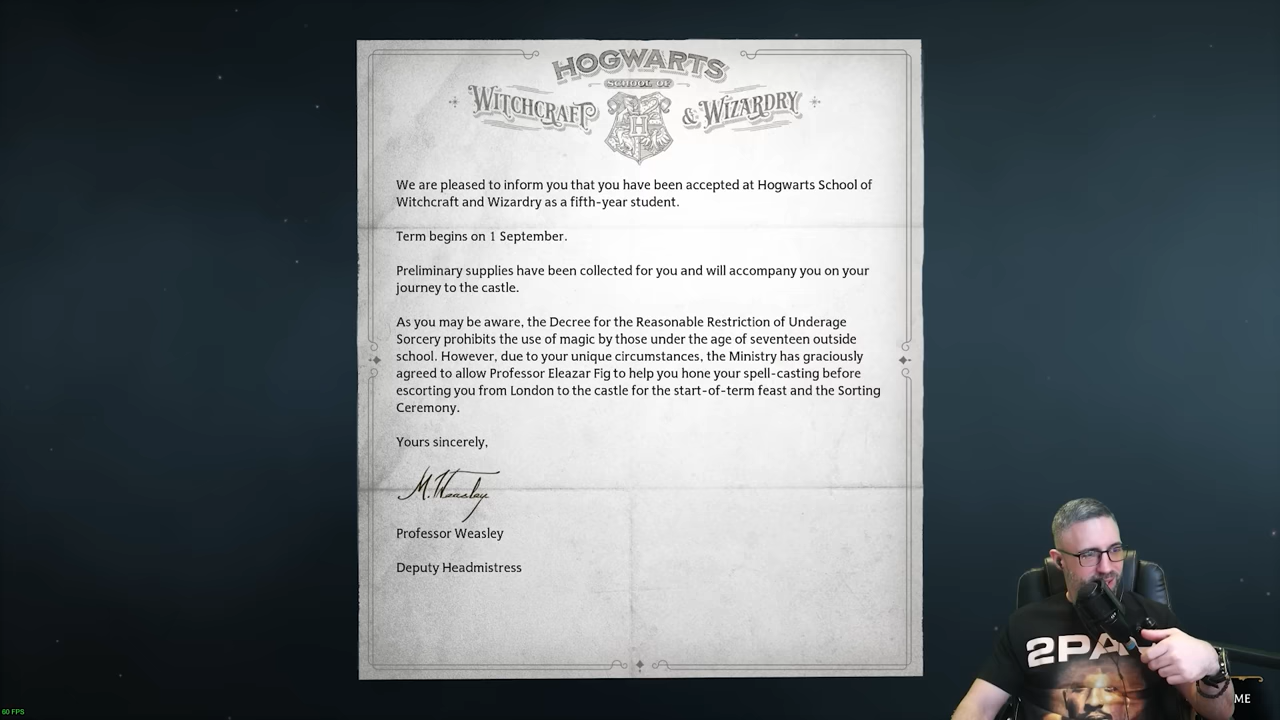 HOGWARTS
SCHOOL OF
WITCHCRAFT & WIZARDRY
H
We are pleased to inform you that you have been accepted at Hogwarts School of
Witchcraft and Wizardry as a fifth-year student.
Term begins on 1 September.
Preliminary supplies have been collected for you and will accompany you on your
journey to the castle.
As you may be aware, the Decree for the Reasonable Restriction of Underage
Sorcery prohibits the use of magic by those under the age of seventeen outside
school. However, due to your unique circumstances, the Ministry has graciously
agreed to allow Professor Eleazar Fig to help you hone your spell-casting before
escorting you from London to the castle for the start-of-term feast and the Sorting
Ceremony.
Yours sincerely,
M. Weasley
Professor Weasley
Deputy Headmistress
2PA
ME
60 FPS